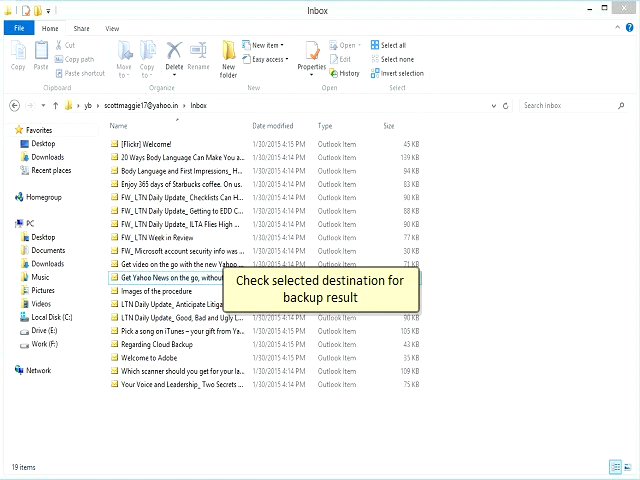 Inbox
File Home Share View
Copy Paste Cut Copy path Paste shortcut Move to Copy to Delete Rename New folder New item Easy access Properties Open Edit History Select all Select none Invert selection
Clipboard Organize New Open Select
yb scottmaggie17@yahoo.in Inbox Search Inbox
Name Date modified Type Size
Favorites
Desktop
Downloads
Recent places
Homegroup
PC
Desktop
Documents
Downloads
Music
Pictures
Videos
Local Disk (C:)
Drive (E:)
Work (F:)
Network
[Flickr] Welcome! 1/30/2015 4:15 PM Outlook Item 45 KB
20 Ways Body Language Can Make You a... 1/30/2015 4:14 PM Outlook Item 139 KB
Body Language and First Impressions_ H... 1/30/2015 4:14 PM Outlook Item 94 KB
Enjoy 365 days of Starbucks coffee. On us. 1/30/2015 4:14 PM Outlook Item 83 KB
FW_ LTN Daily Update_ Checklists Can H... 1/30/2015 4:14 PM Outlook Item 90 KB
FW_ LTN Daily Update_ Getting to EDD C... 1/30/2015 4:14 PM Outlook Item 88 KB
FW_ LTN Daily Update_ ILTA Flies High ... 1/30/2015 4:14 PM Outlook Item 90 KB
FW_ LTN Week in Review 1/30/2015 4:14 PM Outlook Item 77 KB
FW_ Microsoft account security info was ... 1/30/2015 4:14 PM Outlook Item 30 KB
Get video on the go with the new Yahoo ... 1/30/2015 4:14 PM Outlook Item 71 KB
Get Yahoo News on the go, without
Images of the procedure
LTN Daily Update_ Anticipate Litiga
LTN Daily Update_ Good, Bad and Ugly L... 1/30/2015 4:14 PM Outlook Item 90 KB
Pick a song on iTunes – your gift from Ya... 1/30/2015 4:14 PM Outlook Item 105 KB
Regarding Cloud Backup 1/30/2015 4:15 PM Outlook Item 43 KB
Welcome to Adobe 1/30/2015 4:14 PM Outlook Item 35 KB
Which scanner should you get for your la... 1/30/2015 4:14 PM Outlook Item 109 KB
Your Voice and Leadership_ Two Secrets ... 1/30/2015 4:14 PM Outlook Item 75 KB
Check selected destination for
backup result
19 items